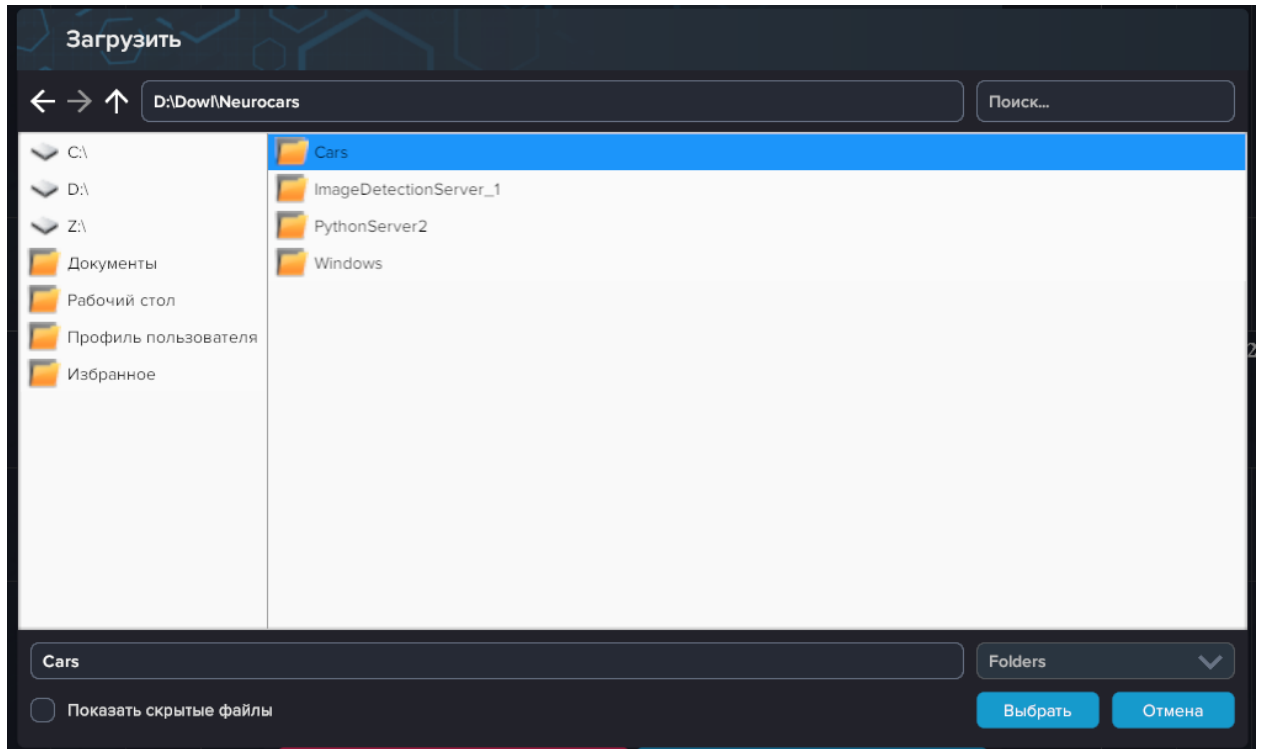 Загрузить
D:\Dowl\Neurocars
Поиск...
C:\
D:\
Z:\
Документы
Рабочий стол
Профиль пользователя
Избранное
Cars
ImageDetectionServer_1
PythonServer2
Windows
2
Cars
Folders
Показать скрытые файлы
Выбрать
Отмена